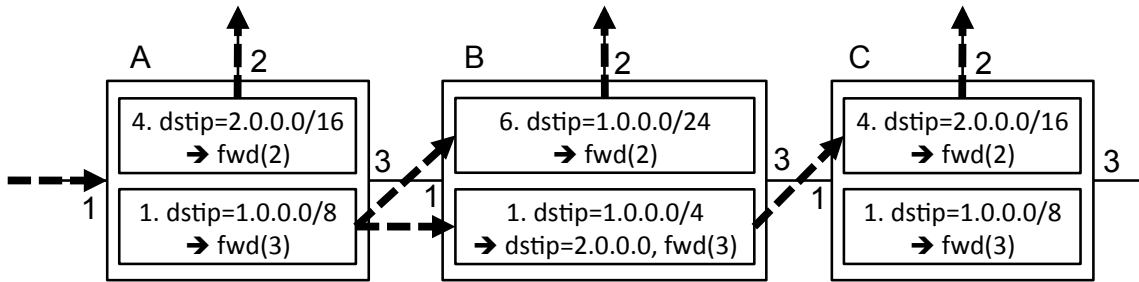 A
2
4. dstip=2.0.0.0/16
➔ fwd(2)
1. dstip=1.0.0.0/8
➔ fwd(3)
1
3
B
2
6. dstip=1.0.0.0/24
➔ fwd(2)
1. dstip=1.0.0.0/4
➔ dstip=2.0.0.0, fwd(3)
1
3
C
2
4. dstip=2.0.0.0/16
➔ fwd(2)
1. dstip=1.0.0.0/8
➔ fwd(3)
1
3